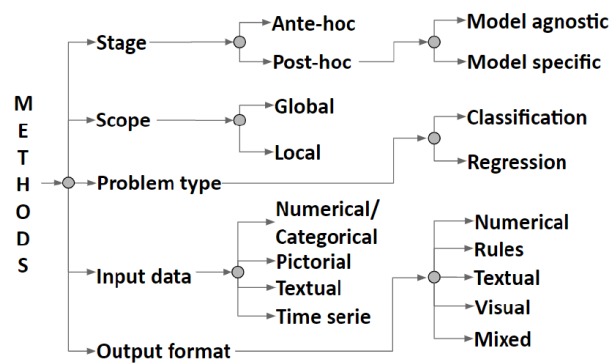 METHODS
Stage
Ante-hoc
Post-hoc
Model agnostic
Model specific
Scope
Global
Local
Problem type
Classification
Regression
Input data
Numerical/
Categorical
Pictorial
Textual
Time serie
Output format
Numerical
Rules
Textual
Visual
Mixed